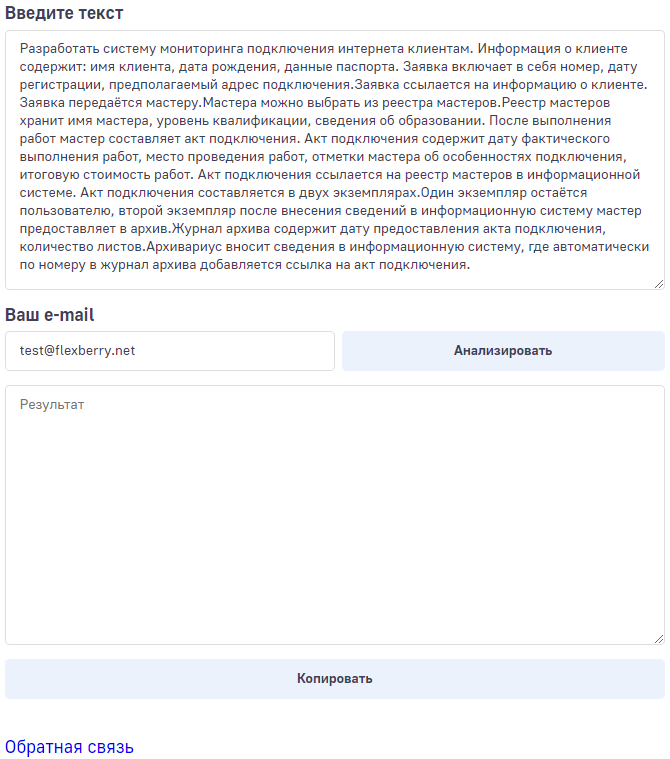 Введите текст
Разработать систему мониторинга подключения интернета клиентам. Информация о клиенте
содержит: имя клиента, дата рождения, данные паспорта. Заявка включает в себя номер, дату
регистрации, предполагаемый адрес подключения.Заявка ссылается на информацию о клиенте.
Заявка передаётся мастеру.Мастера можно выбрать из реестра мастеров.Реестр мастеров
хранит имя мастера, уровень квалификации, сведения об образовании. После выполнения
работ мастер составляет акт подключения. Акт подключения содержит дату фактического
выполнения работ, место проведения работ, отметки мастера об особенностях подключения,
итоговую стоимость работ. Акт подключения ссылается на реестр мастеров в информационной
системе. Акт подключения составляется в двух экземплярах.Один экземпляр остаётся
пользователю, второй экземпляр после внесения сведений в информационную систему мастер
предоставляет в архив.Журнал архива содержит дату предоставления акта подключения,
количество листов.Архивариус вносит сведения в информационную систему, где автоматически
по номеру в журнал архива добавляется ссылка на акт подключения.
Ваш e-mail
test@flexberry.net
Анализировать
Результат
Копировать
Обратная связь